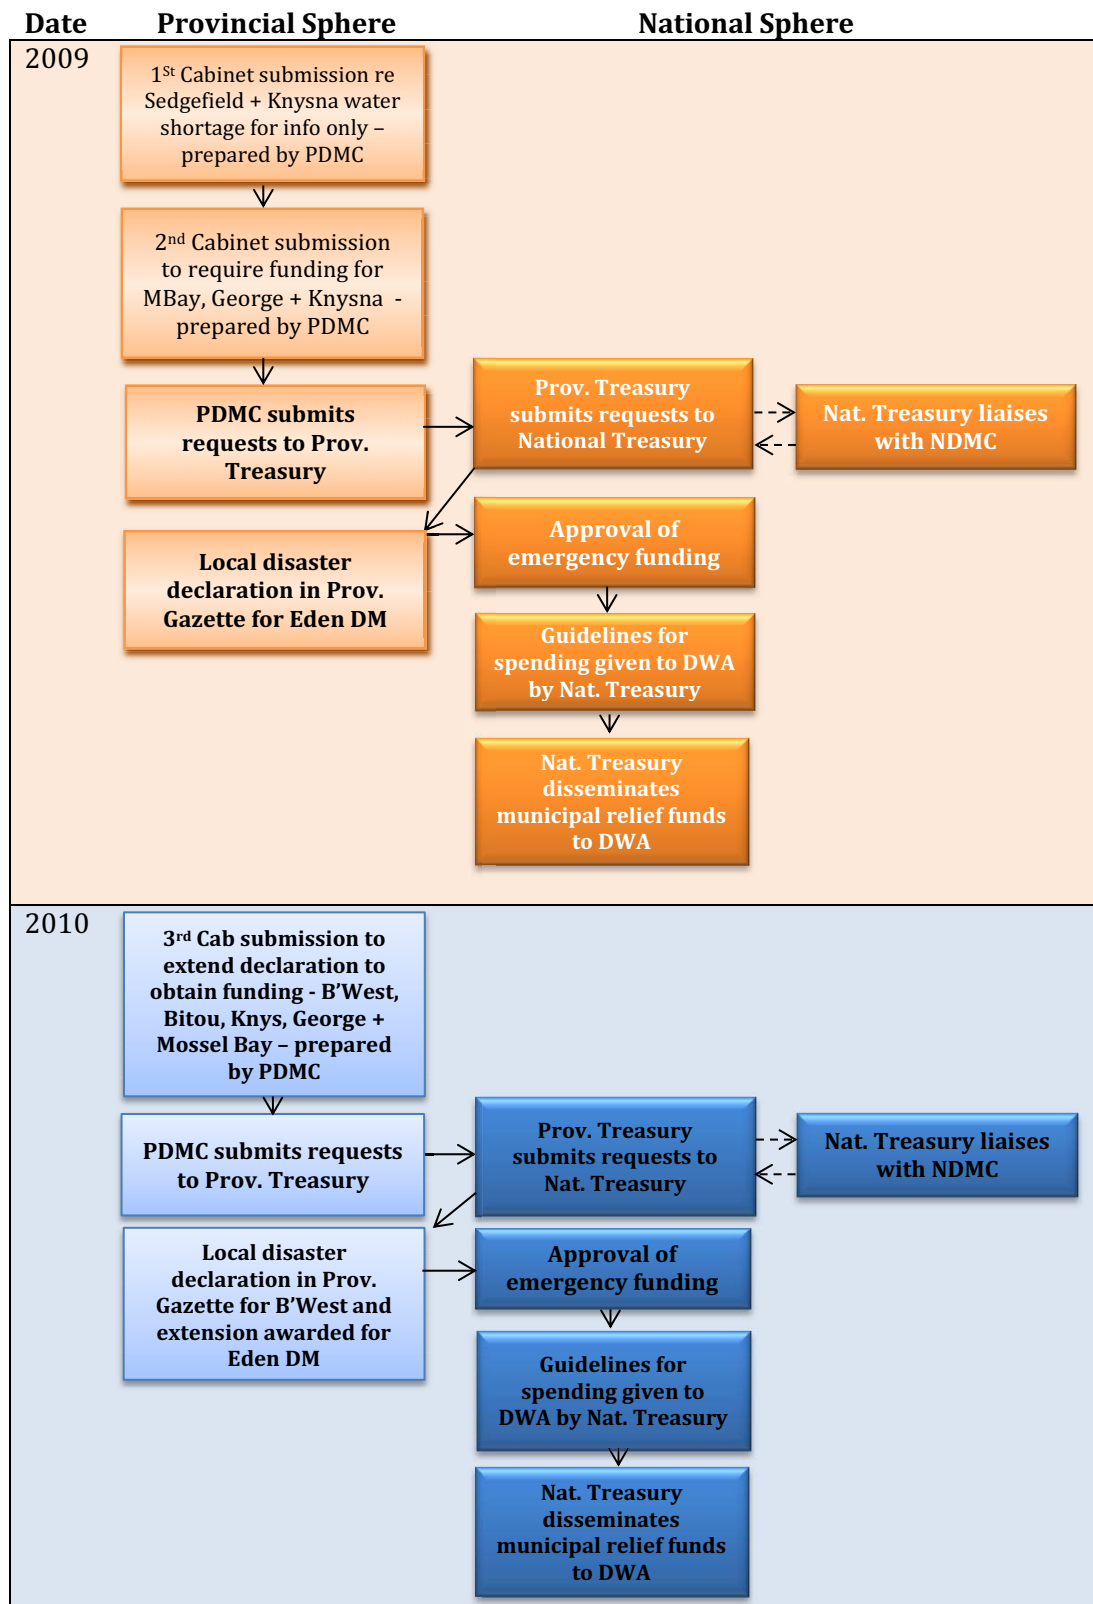 Date Provincial Sphere National Sphere
2009
1St Cabinet submission re
Sedgefield + Knysna water
shortage for info only –
prepared by PDMC
2nd Cabinet submission
to require funding for
MBay, George + Knysna -
prepared by PDMC
PDMC submits
requests to Prov.
Treasury
Prov. Treasury
submits requests to
National Treasury
Nat. Treasury liaises
with NDMC
Local disaster
declaration in Prov.
Gazette for Eden DM
Approval of
emergency funding
Guidelines for
spending given to DWA
by Nat. Treasury
Nat. Treasury
disseminates
municipal relief funds
to DWA
2010
3rd Cab submission to
extend declaration to
obtain funding - B’West,
Bitou, Knys, George +
Mossel Bay – prepared
by PDMC
PDMC submits requests
to Prov. Treasury
Prov. Treasury
submits requests to
Nat. Treasury
Nat. Treasury liaises
with NDMC
Local disaster
declaration in Prov.
Gazette for B’West and
extension awarded for
Eden DM
Approval of
emergency funding
Guidelines for
spending given to
DWA by Nat. Treasury
Nat. Treasury
disseminates
municipal relief funds
to DWA